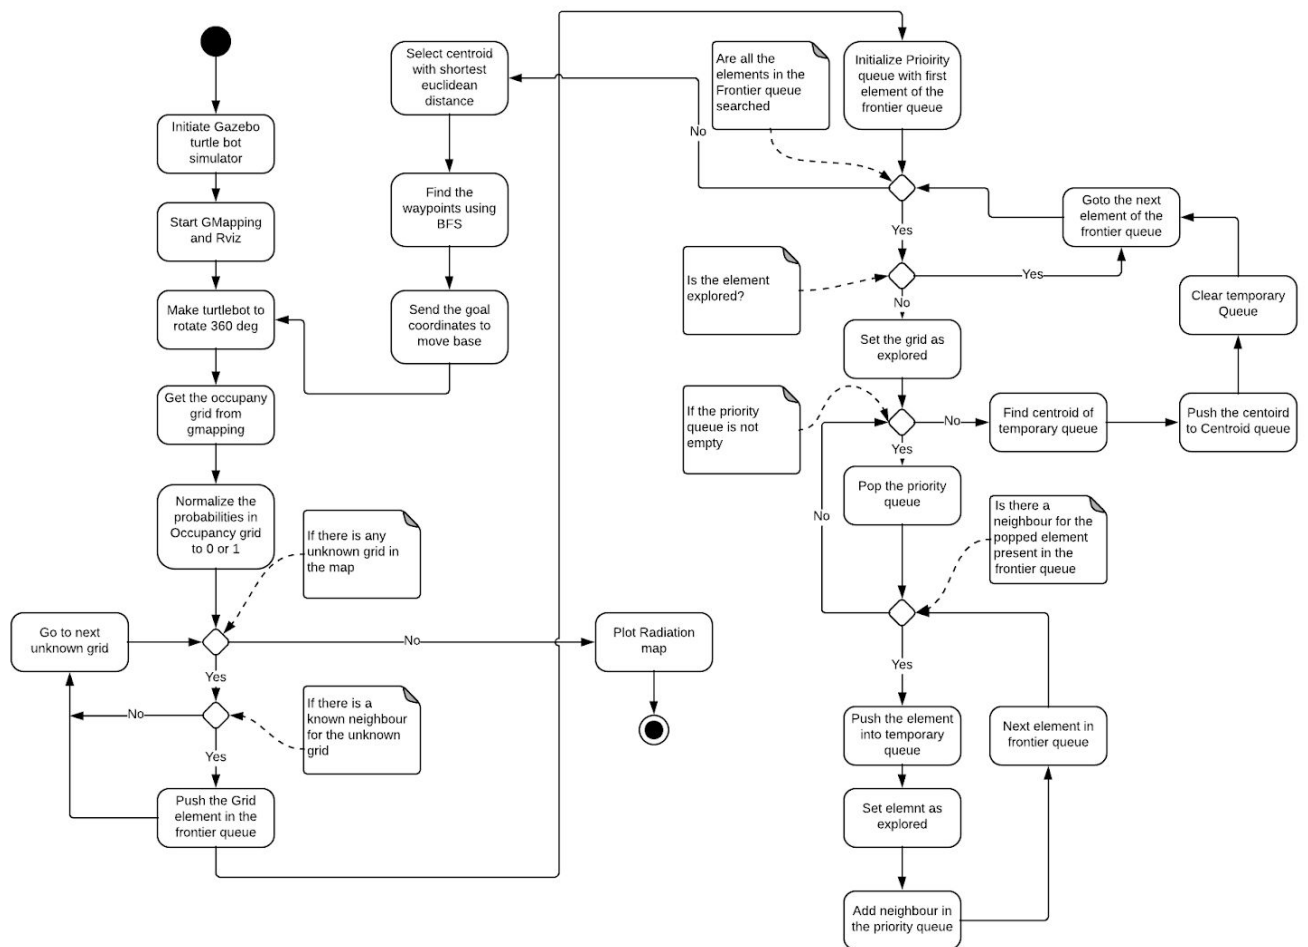 Initiate Gazebo
turtle bot
simulator
Start GMapping
and Rviz
Make turtlebot to
rotate 360 deg
Get the occupany
grid from
gmapping
Normalize the
probabilities in
Occupancy grid
to 0 or 1
If there is any
unknown grid in
the map
Go to next
unknown grid
No
Yes
If there is a
known neighbour
for the unknown
grid
No
Yes
Push the Grid
element in the
frontier queue
Plot Radiation
map
Select centroid
with shortest
euclidean
distance
Find the
waypoints using
BFS
Send the goal
coordinates to
move base
Are all the
elements in the
Frontier queue
searched
Initialize Prioirity
queue with first
element of the
frontier queue
No
Yes
Goto the next
element of the
frontier queue
Is the element
explored?
Yes
No
Clear temporary
Queue
Set the grid as
explored
If the priority
queue is not
empty
No
Yes
Find centroid of
temporary queue
Push the centoird
to Centroid queue
Pop the priority
queue
Is there a
neighbour for the
popped element
present in the
frontier queue
No
Yes
Push the element
into temporary
queue
Next element in
frontier queue
Set elemnt as
explored
Add neighbour in
the priority queue